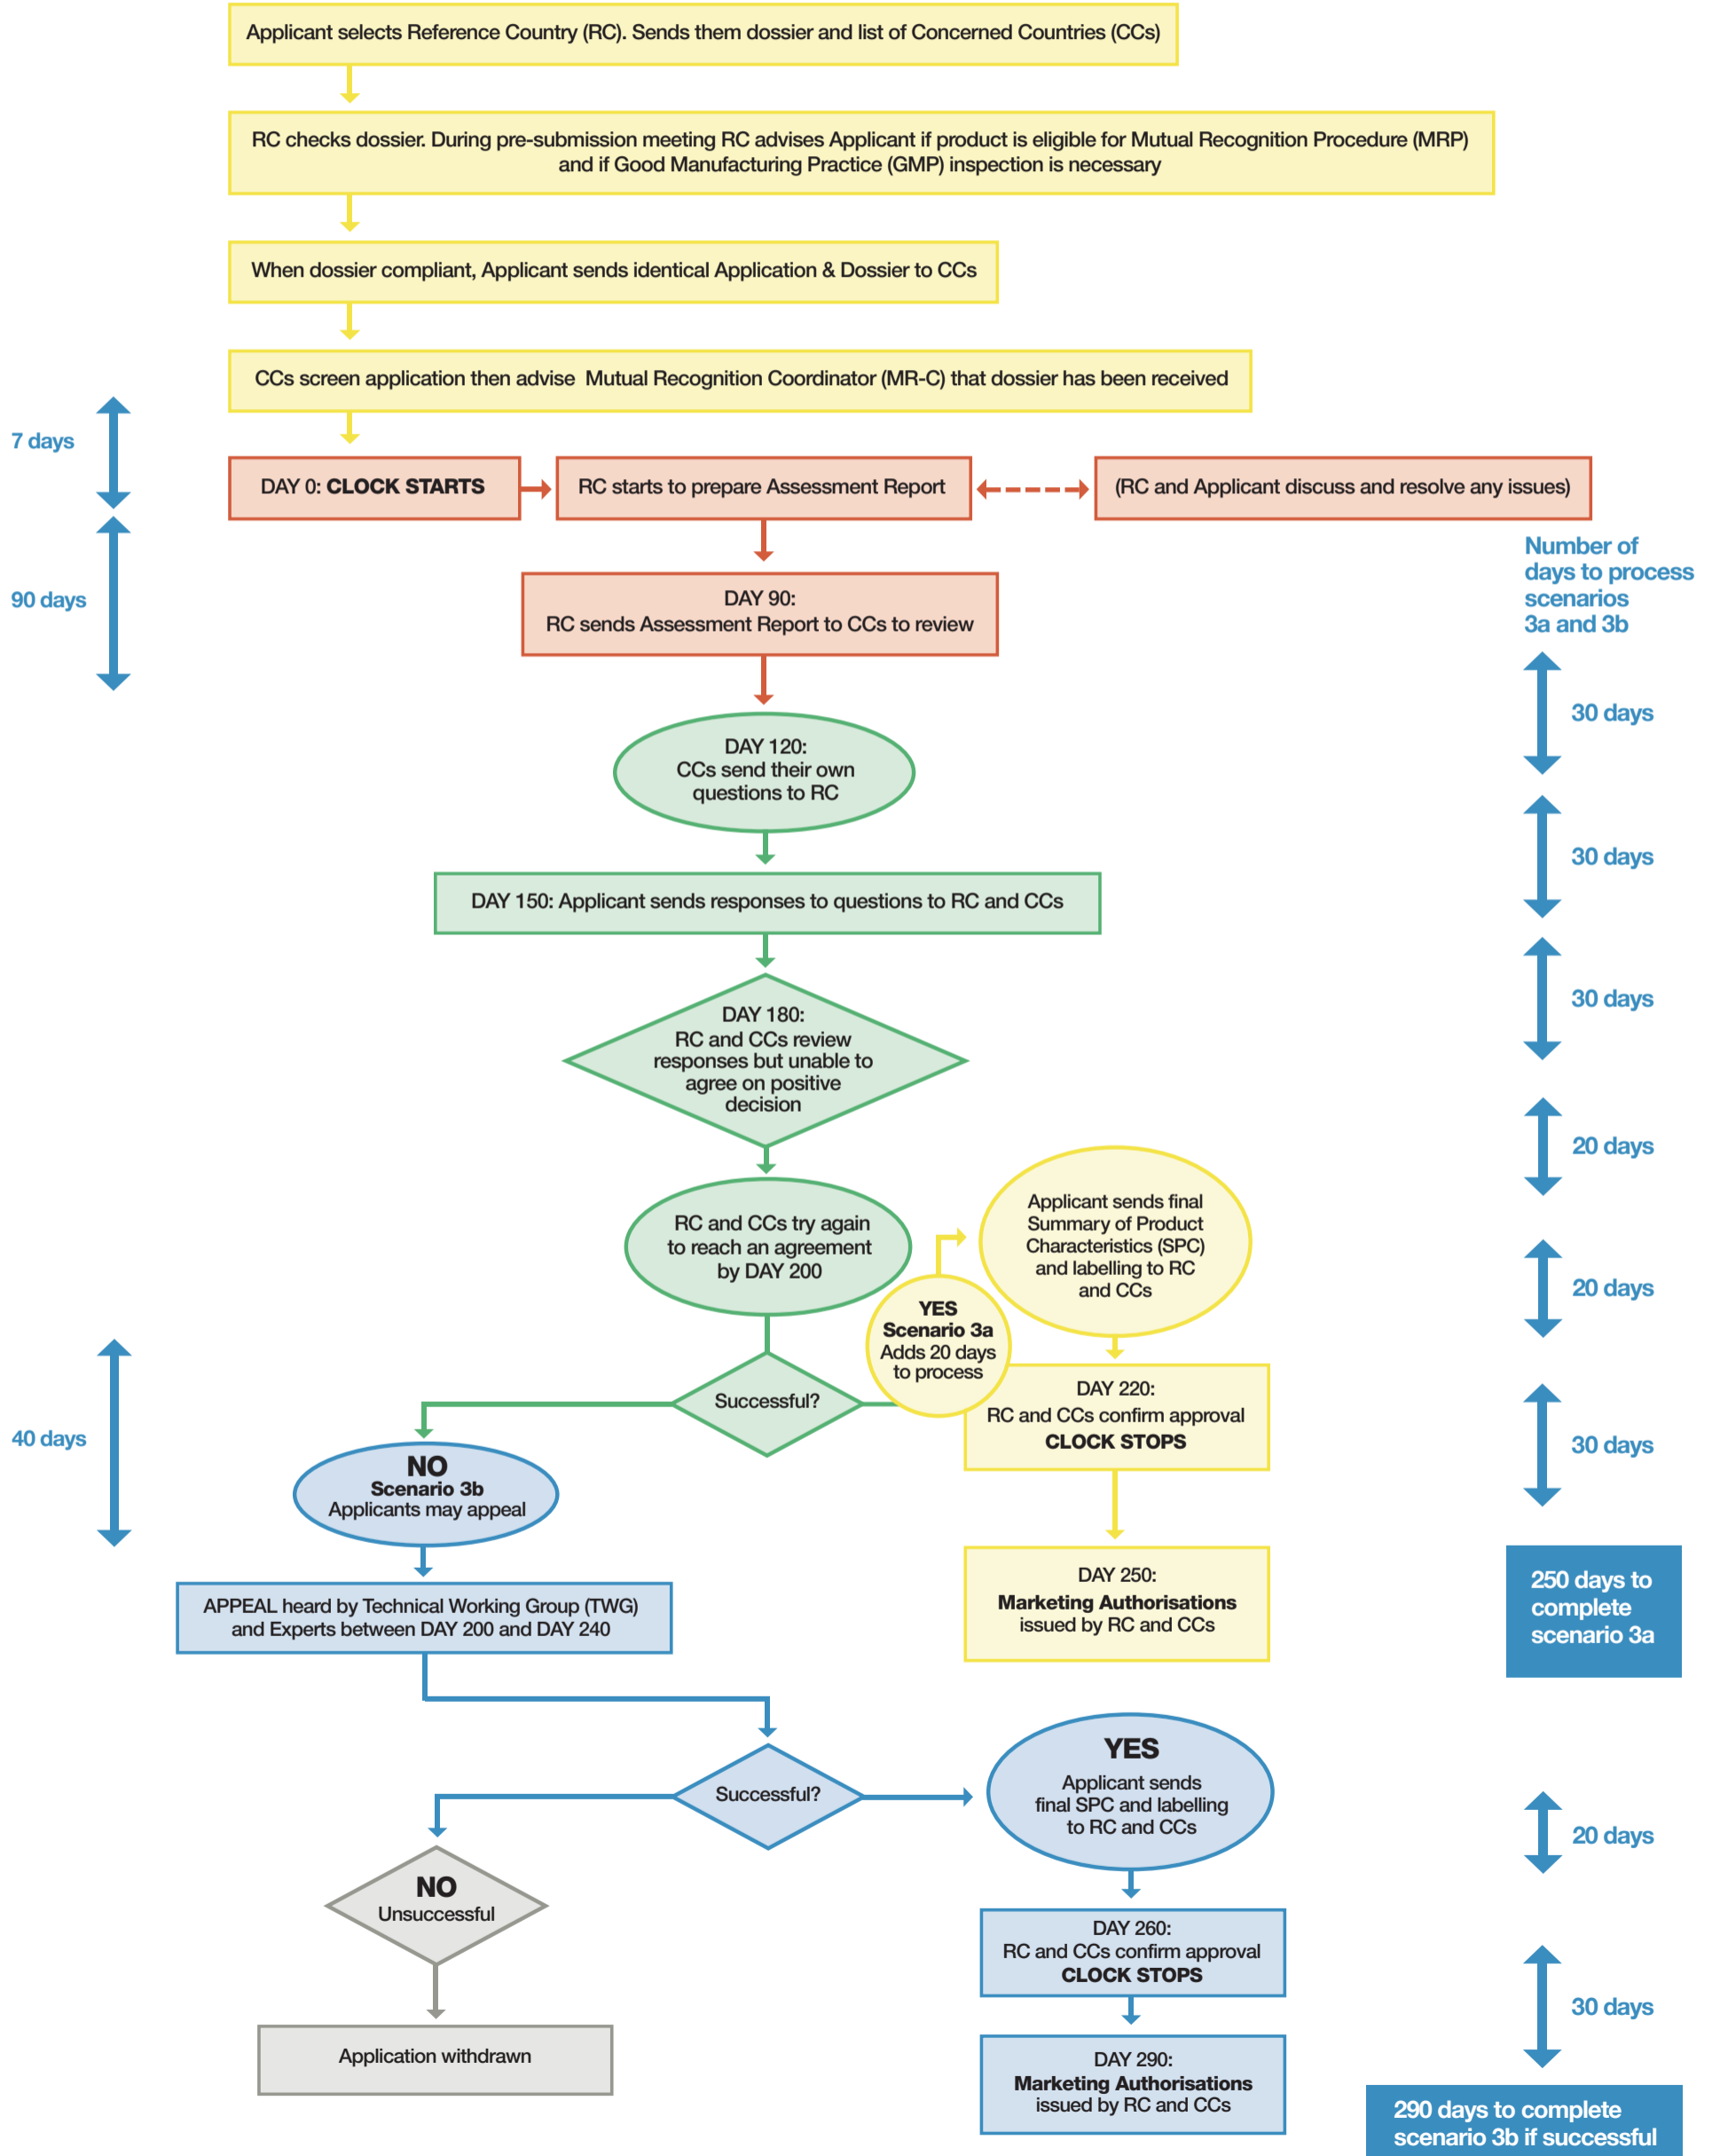 Applicant selects Reference Country (RC). Sends them dossier and list of Concerned Countries (CCs)
RC checks dossier. During pre-submission meeting RC advises Applicant if product is eligible for Mutual Recognition Procedure (MRP)
and if Good Manufacturing Practice (GMP) inspection is necessary
When dossier compliant, Applicant sends identical Application & Dossier to CCs
CCs screen application then advise Mutual Recognition Coordinator (MR-C) that dossier has been received
7 days
DAY 0: CLOCK STARTS
RC starts to prepare Assessment Report
(RC and Applicant discuss and resolve any issues)
90 days
DAY 90:
RC sends Assessment Report to CCs to review
Number of
days to process
scenarios
3a and 3b
30 days
DAY 120:
CCs send their own
questions to RC
30 days
DAY 150: Applicant sends responses to questions to RC and CCs
30 days
DAY 180:
RC and CCs review
responses but unable to
agree on positive
decision
20 days
RC and CCs try again
to reach an agreement
by DAY 200
Applicant sends final
Summary of Product
Characteristics (SPC)
and labelling to RC
and CCs
20 days
YES
Scenario 3a
Adds 20 days
to process
Successful?
DAY 220:
RC and CCs confirm approval
CLOCK STOPS
30 days
40 days
NO
Scenario 3b
Applicants may appeal
DAY 250:
Marketing Authorisations
issued by RC and CCs
250 days to
complete
scenario 3a
APPEAL heard by Technical Working Group (TWG)
and Experts between DAY 200 and DAY 240
Successful?
YES
Applicant sends
final SPC and labelling
to RC and CCs
20 days
NO
Unsuccessful
DAY 260:
RC and CCs confirm approval
CLOCK STOPS
30 days
Application withdrawn
DAY 290:
Marketing Authorisations
issued by RC and CCs
290 days to complete
scenario 3b if successful